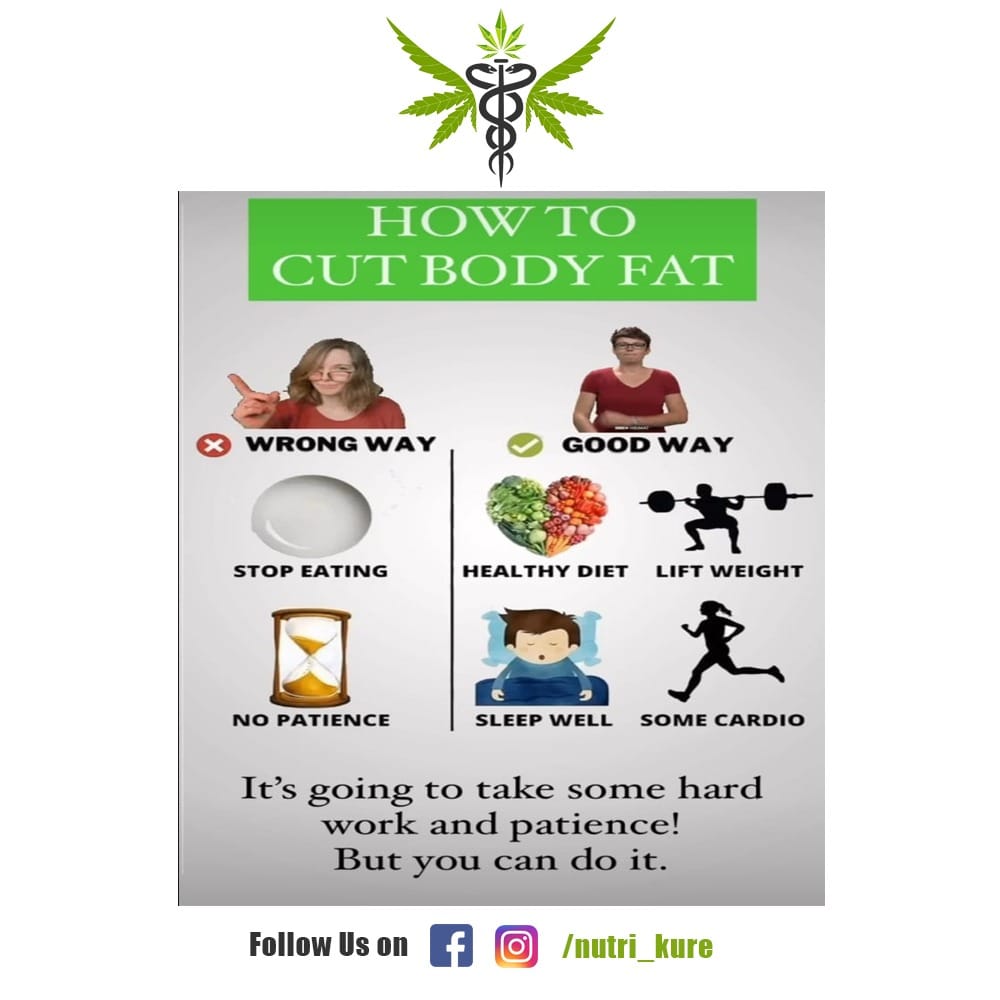 HOW TO
CUT BODY FAT
WRONG WAY
GOOD WAY
STOP EATING
HEALTHY DIET
LIFT WEIGHT
NO PATIENCE
SLEEP WELL
SOME CARDIO
It's going to take some hard
work and patience!
But you can do it.
Follow Us on
/nutri_kure